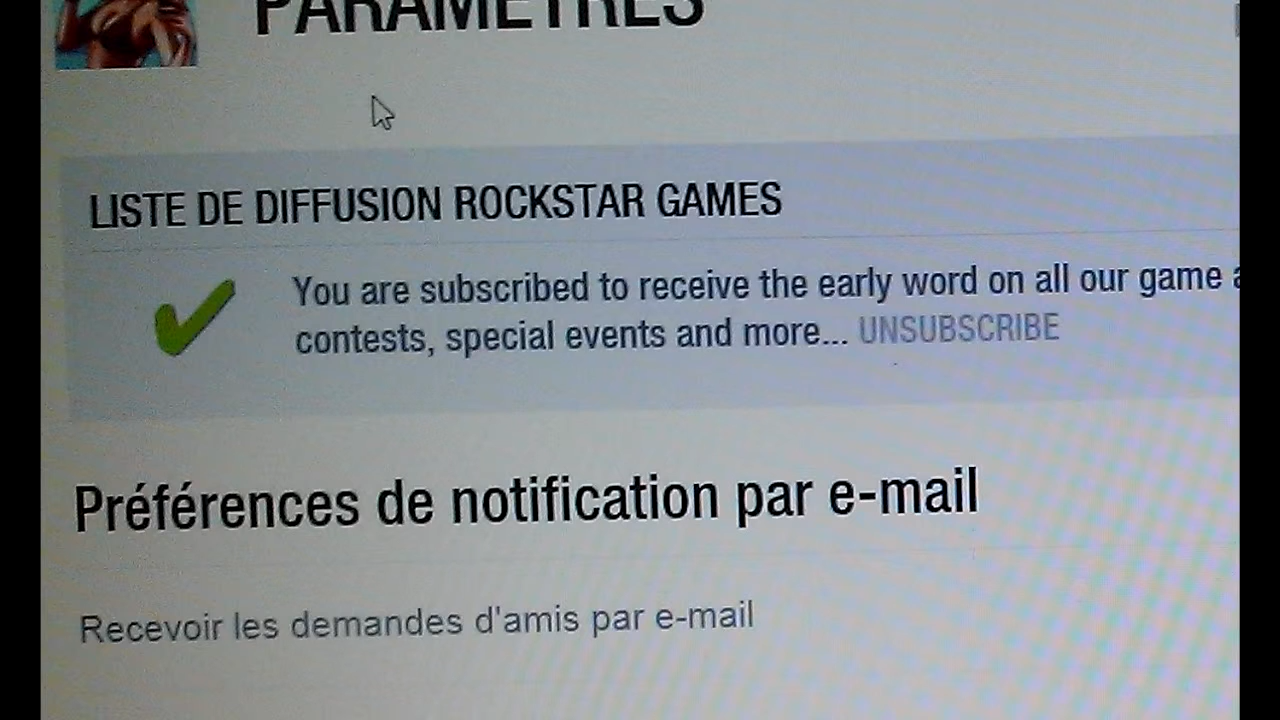 PARAMETRES
LISTE DE DIFFUSION ROCKSTAR GAMES
You are subscribed to receive the early word on all our game
contests, special events and more... UNSUBSCRIBE
Préférences de notification par e-mail
Recevoir les demandes d'amis par e-mail